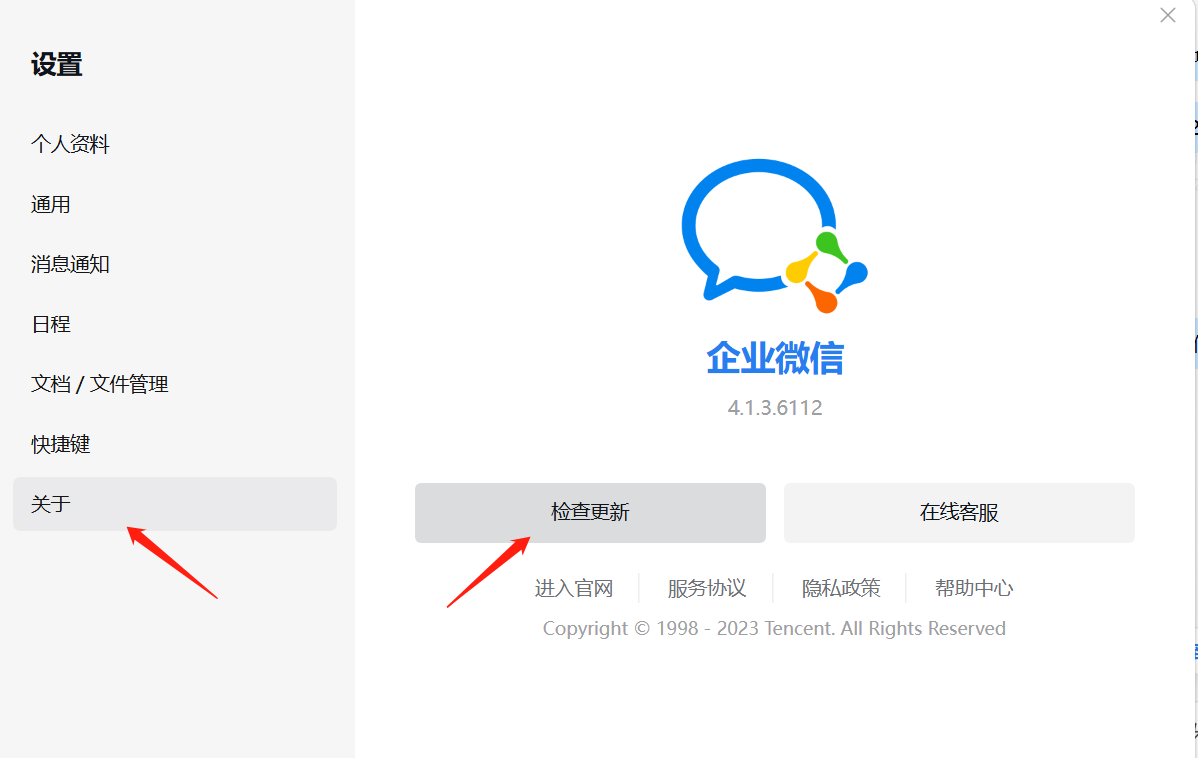 设置
个人资料
通用
消息通知
日程
文档 / 文件管理
快捷键
关于
企业微信
4.1.3.6112
检查更新
在线客服
进入官网
服务协议
隐私政策
帮助中心
Copyright © 1998 - 2023 Tencent. All Rights Reserved